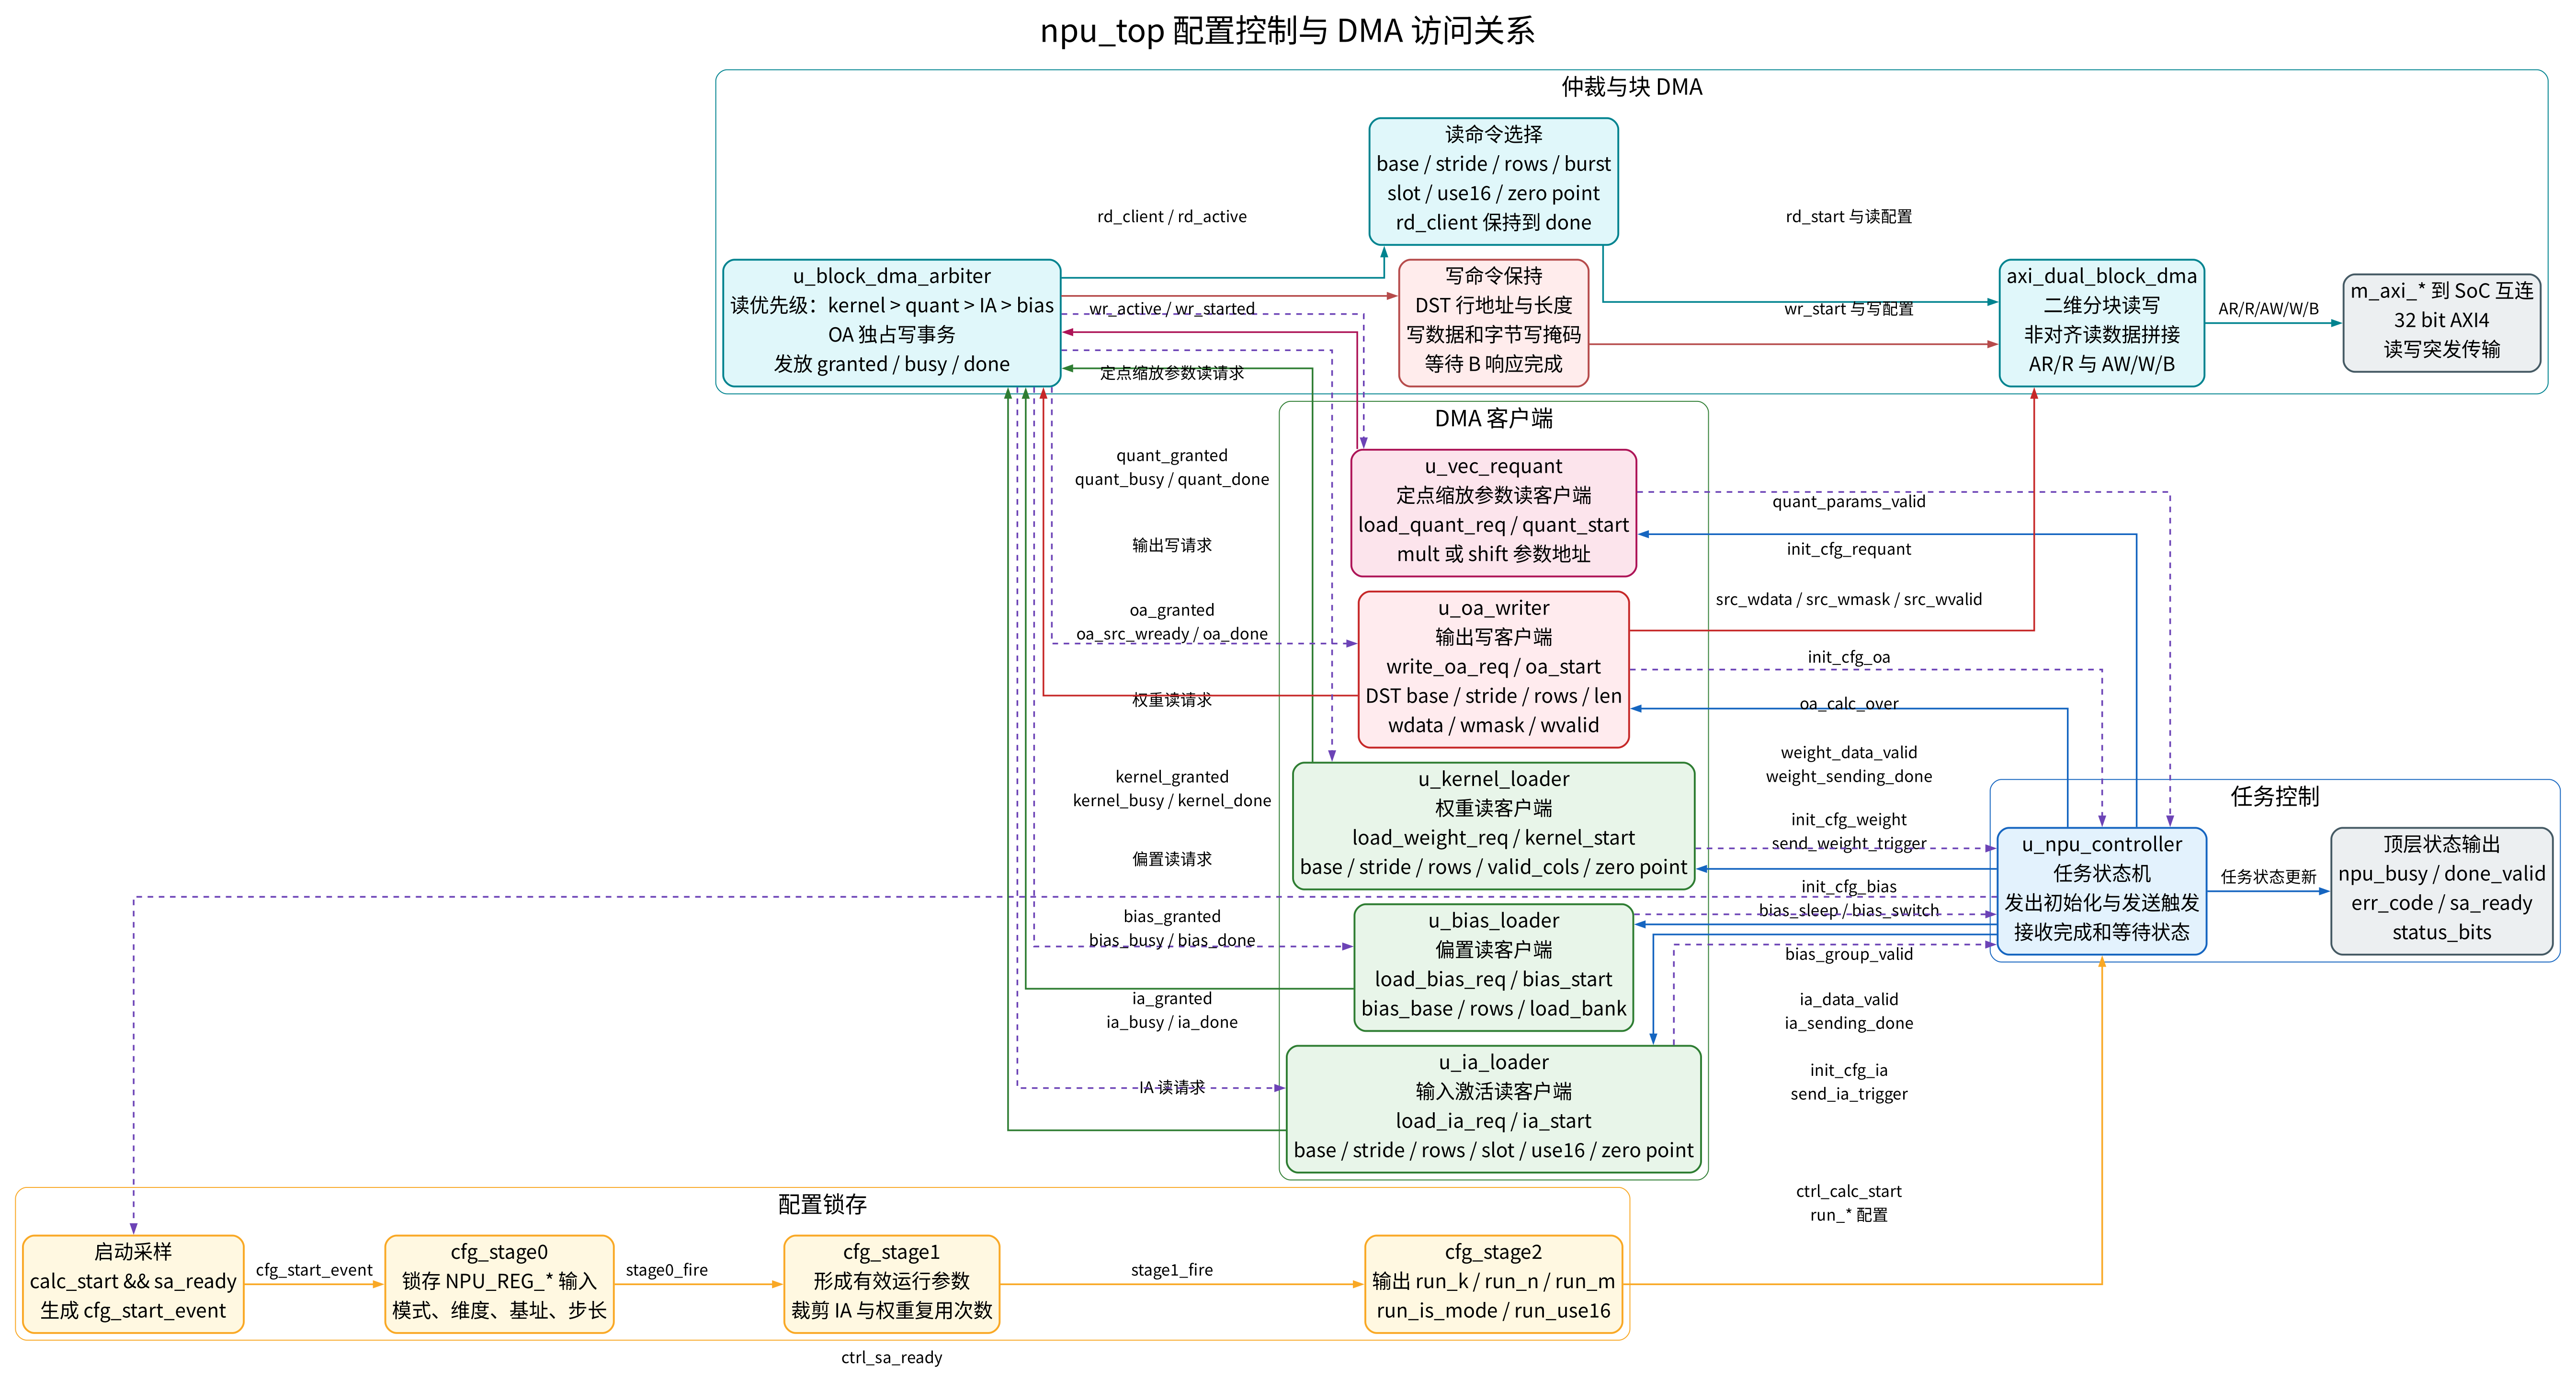 npu_top 配置控制与 DMA 访问关系
仲裁与块 DMA
读命令选择
base / stride / rows / burst
slot / use16 / zero point
rd_client 保持到 done
rd_client / rd_active
rd_start 与读配置
u_block_dma_arbiter
读优先级：kernel > quant > IA > bias
OA 独占写事务
发放 granted / busy / done
写命令保持
DST 行地址与长度
写数据和字节写掩码
等待 B 响应完成
axi_dual_block_dma
二维分块读写
非对齐读数据拼接
AR/R 与 AW/W/B
m_axi_* 到 SoC 互连
32 bit AXI4
读写突发传输
wr_active / wr_started
wr_start 与写配置
AR/R/AW/W/B
定点缩放参数读请求
DMA 客户端
quant_granted
quant_busy / quant_done
u_vec_requant
定点缩放参数读客户端
load_quant_req / quant_start
mult 或 shift 参数地址
quant_params_valid
init_cfg_requant
输出写请求
oa_granted
oa_src_wready / oa_done
u_oa_writer
输出写客户端
write_oa_req / oa_start
DST base / stride / rows / len
wdata / wmask / wvalid
src_wdata / src_wmask / src_wvalid
init_cfg_oa
oa_calc_over
权重读请求
kernel_granted
kernel_busy / kernel_done
u_kernel_loader
权重读客户端
load_weight_req / kernel_start
base / stride / rows / valid_cols / zero point
weight_data_valid
weight_sending_done
init_cfg_weight
send_weight_trigger
任务控制
u_npu_controller
任务状态机
发出初始化与发送触发
接收完成和等待状态
任务状态更新
顶层状态输出
npu_busy / done_valid
err_code / sa_ready
status_bits
偏置读请求
bias_granted
bias_busy / bias_done
u_bias_loader
偏置读客户端
load_bias_req / bias_start
bias_base / rows / load_bank
init_cfg_bias
bias_sleep / bias_switch
bias_group_valid
ia_granted
ia_busy / ia_done
IA 读请求
u_ia_loader
输入激活读客户端
load_ia_req / ia_start
base / stride / rows / slot / use16 / zero point
ia_data_valid
ia_sending_done
init_cfg_ia
send_ia_trigger
ctrl_calc_start
run_* 配置
配置锁存
启动采样
calc_start && sa_ready
生成 cfg_start_event
cfg_start_event
cfg_stage0
锁存 NPU_REG_* 输入
模式、维度、基址、步长
stage0_fire
cfg_stage1
形成有效运行参数
裁剪 IA 与权重复用次数
stage1_fire
cfg_stage2
输出 run_k / run_n / run_m
run_is_mode / run_use16
ctrl_sa_ready